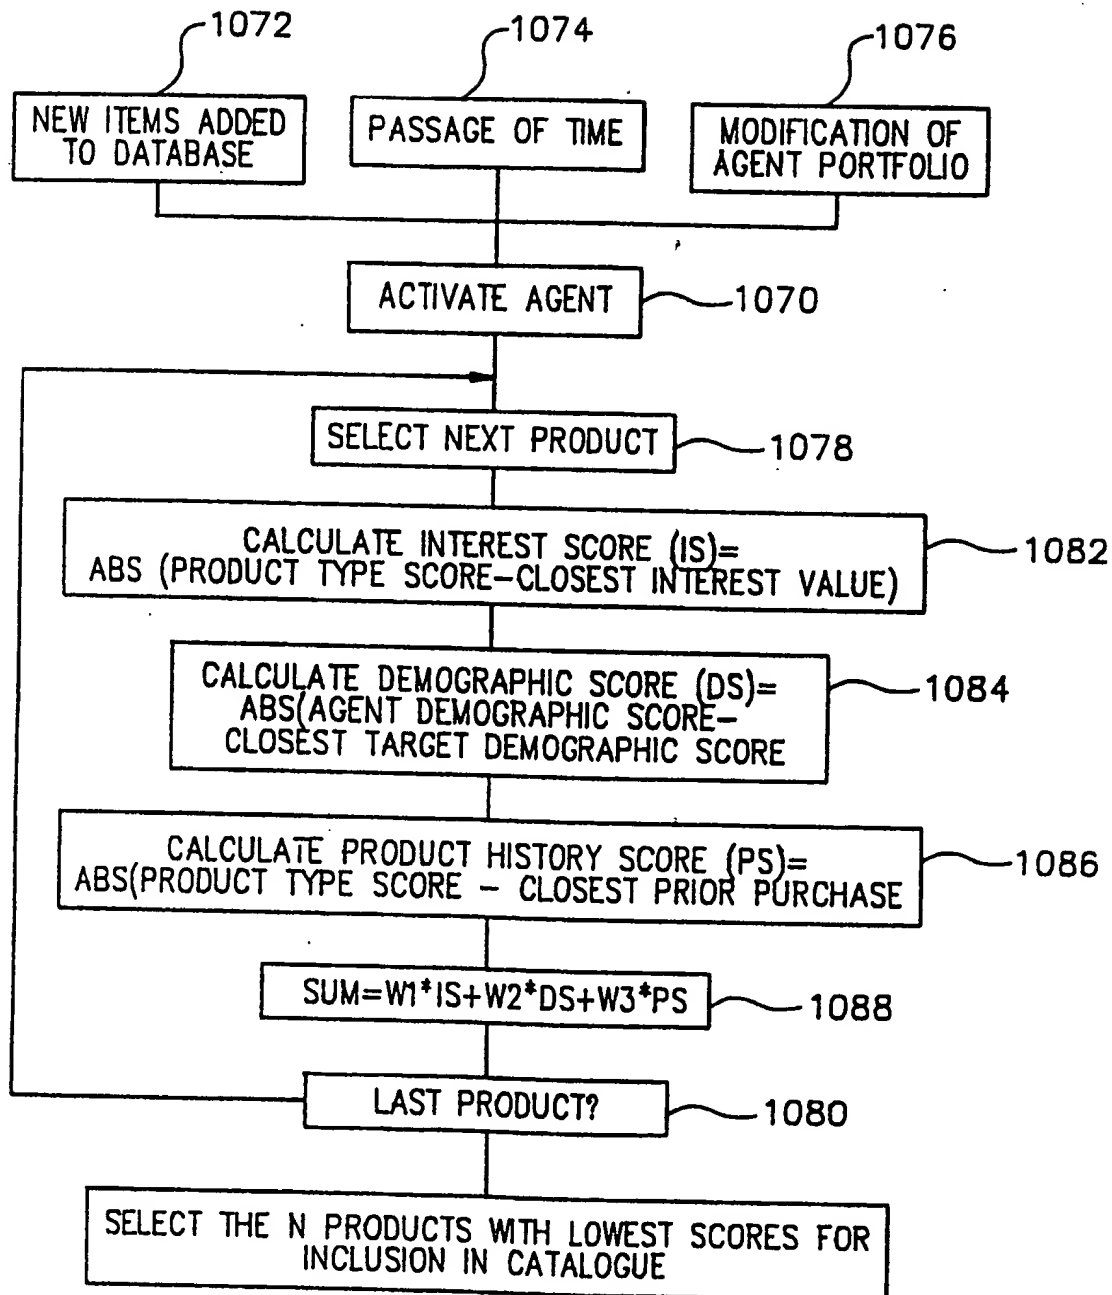 1072
1074
1076
NEW ITEMS ADDED
TO DATABASE
PASSAGE OF TIME
MODIFICATION OF
AGENT PORTFOLIO
ACTIVATE AGENT
1070
SELECT NEXT PRODUCT
1078
CALCULATE INTEREST SCORE (IS)=
ABS (PRODUCT TYPE SCORE-CLOSEST INTEREST VALUE)
1082
CALCULATE DEMOGRAPHIC SCORE (DS)=
ABS(AGENT DEMOGRAPHIC SCORE-
CLOSEST TARGET DEMOGRAPHIC SCORE
1084
CALCULATE PRODUCT HISTORY SCORE (PS)=
ABS(PRODUCT TYPE SCORE - CLOSEST PRIOR PURCHASE
1086
SUM=W1*IS+W2*DS+W3*PS
1088
LAST PRODUCT?
1080
SELECT THE N PRODUCTS WITH LOWEST SCORES FOR
INCLUSION IN CATALOGUE